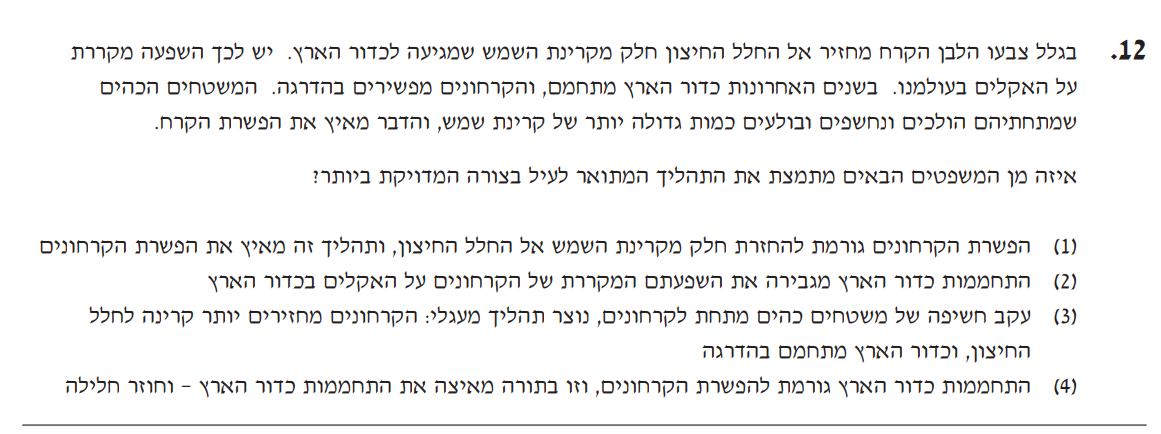 12. בגלל צבעו הלבן הקרח מחזיר אל החלל החיצון חלק מקרינת השמש שמגיעה לכדור הארץ. יש לכך השפעה מקררת
על האקלים בעולמנו. בשנים האחרונות כדור הארץ מתחמם, והקרחונים מפשירים בהדרגה. המשטחים הכהים
שמתחתיהם הולכים ונחשפים ובולעים כמות גדולה יותר של קרינת שמש, והדבר מאיץ את הפשרת הקרח.
איזה מן המשפטים הבאים מתמצת את התהליך המתואר לעיל בצורה המדויקת ביותר?
(1) הפשרת הקרחונים גורמת להחזרת חלק מקרינת השמש אל החלל החיצון, ותהליך זה מאיץ את הפשרת הקרחונים
(2) התחממות כדור הארץ מגבירה את השפעתם המקררת של הקרחונים על האקלים בכדור הארץ
(3) עקב חשיפה של משטחים כהים מתחת לקרחונים, נוצר תהליך מעגלי: הקרחונים מחזירים יותר קרינה לחלל
החיצון, וכדור הארץ מתחמם בהדרגה
(4) התחממות כדור הארץ גורמת להפשרת הקרחונים, וזו בתורה מאיצה את התחממות כדור הארץ – וחוזר חלילה